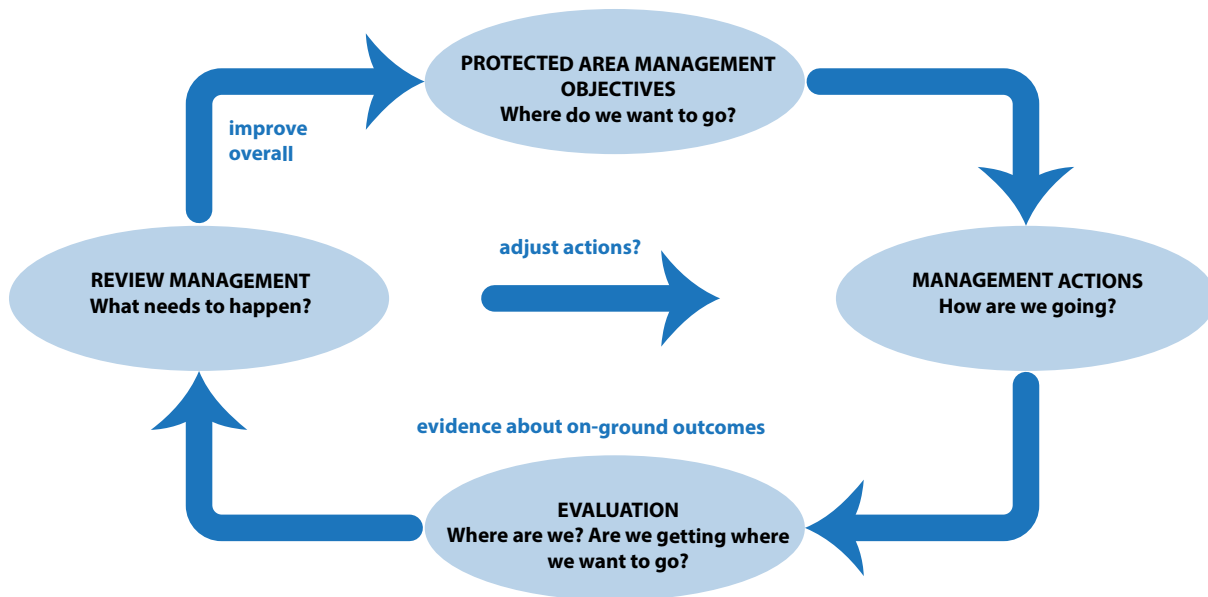 PROTECTED AREA MANAGEMENT
OBJECTIVES
Where do we want to go?
improve
overall
adjust actions?
REVIEW MANAGEMENT
What needs to happen?
MANAGEMENT ACTIONS
How are we going?
evidence about on-ground outcomes
EVALUATION
Where are we? Are we getting where
we want to go?